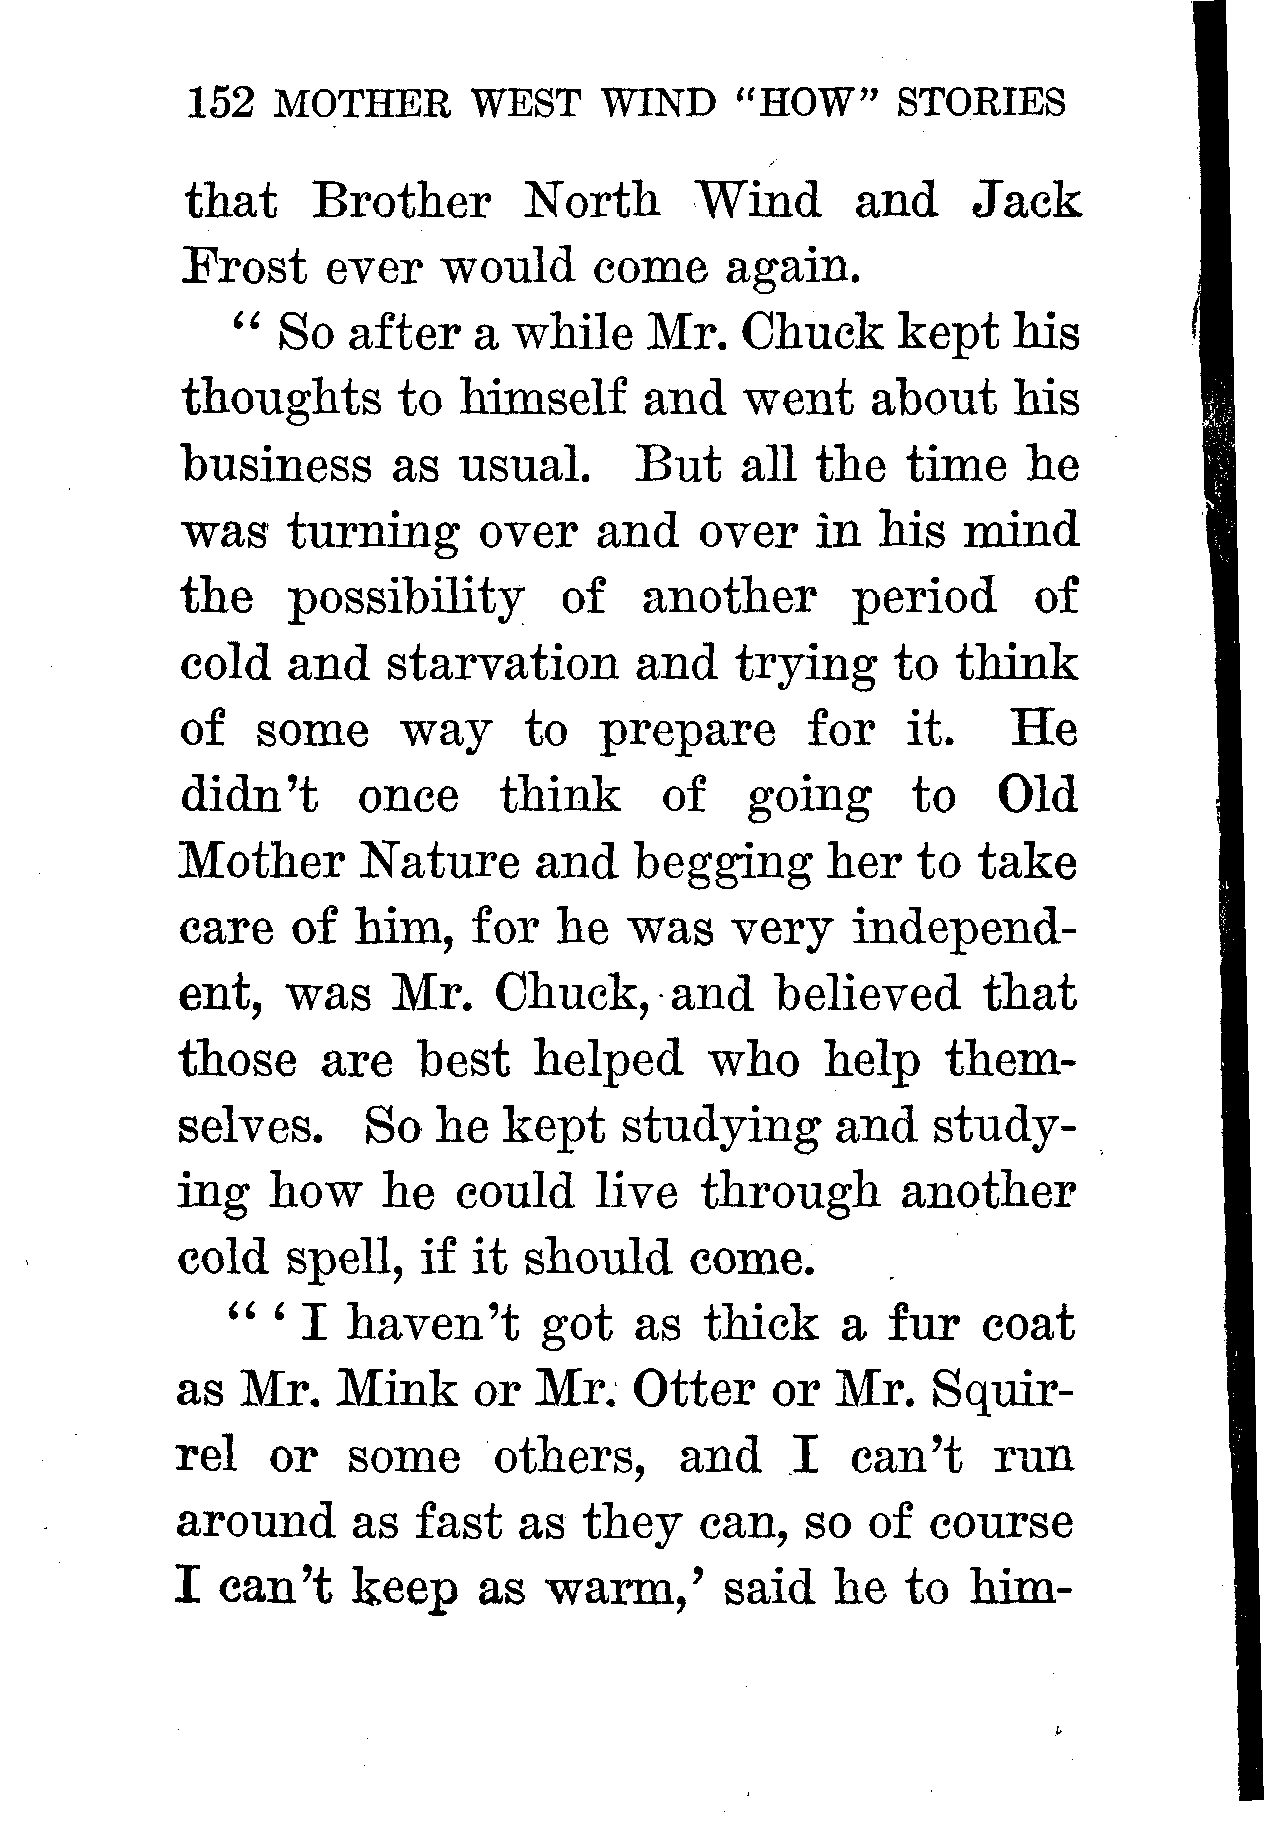 152 MOTHER WEST WIND "HOW" STORIES
that Brother North Wind and Jack
Frost ever would come again.
“ So after a while Mr. Chuck kept his
thoughts to himself and went about his
business as usual. But all the time he
was turning over and over in his mind
the possibility of another period of
cold and starvation and trying to think
of some way to prepare for it. He
didn’t once think of going to Old
Mother Nature and begging her to take
care of him, for he was very independ-
ent, was Mr. Chuck, and believed that
those are best helped who help them-
selves. So he kept studying and study-
ing how he could live through another
cold spell, if it should come.
“ ‘ I haven’t got as thick a fur coat
as Mr. Mink or Mr. Otter or Mr. Squir-
rel or some others, and I can’t run
around as fast as they can, so of course
I can’t keep as warm,’ said he to him-